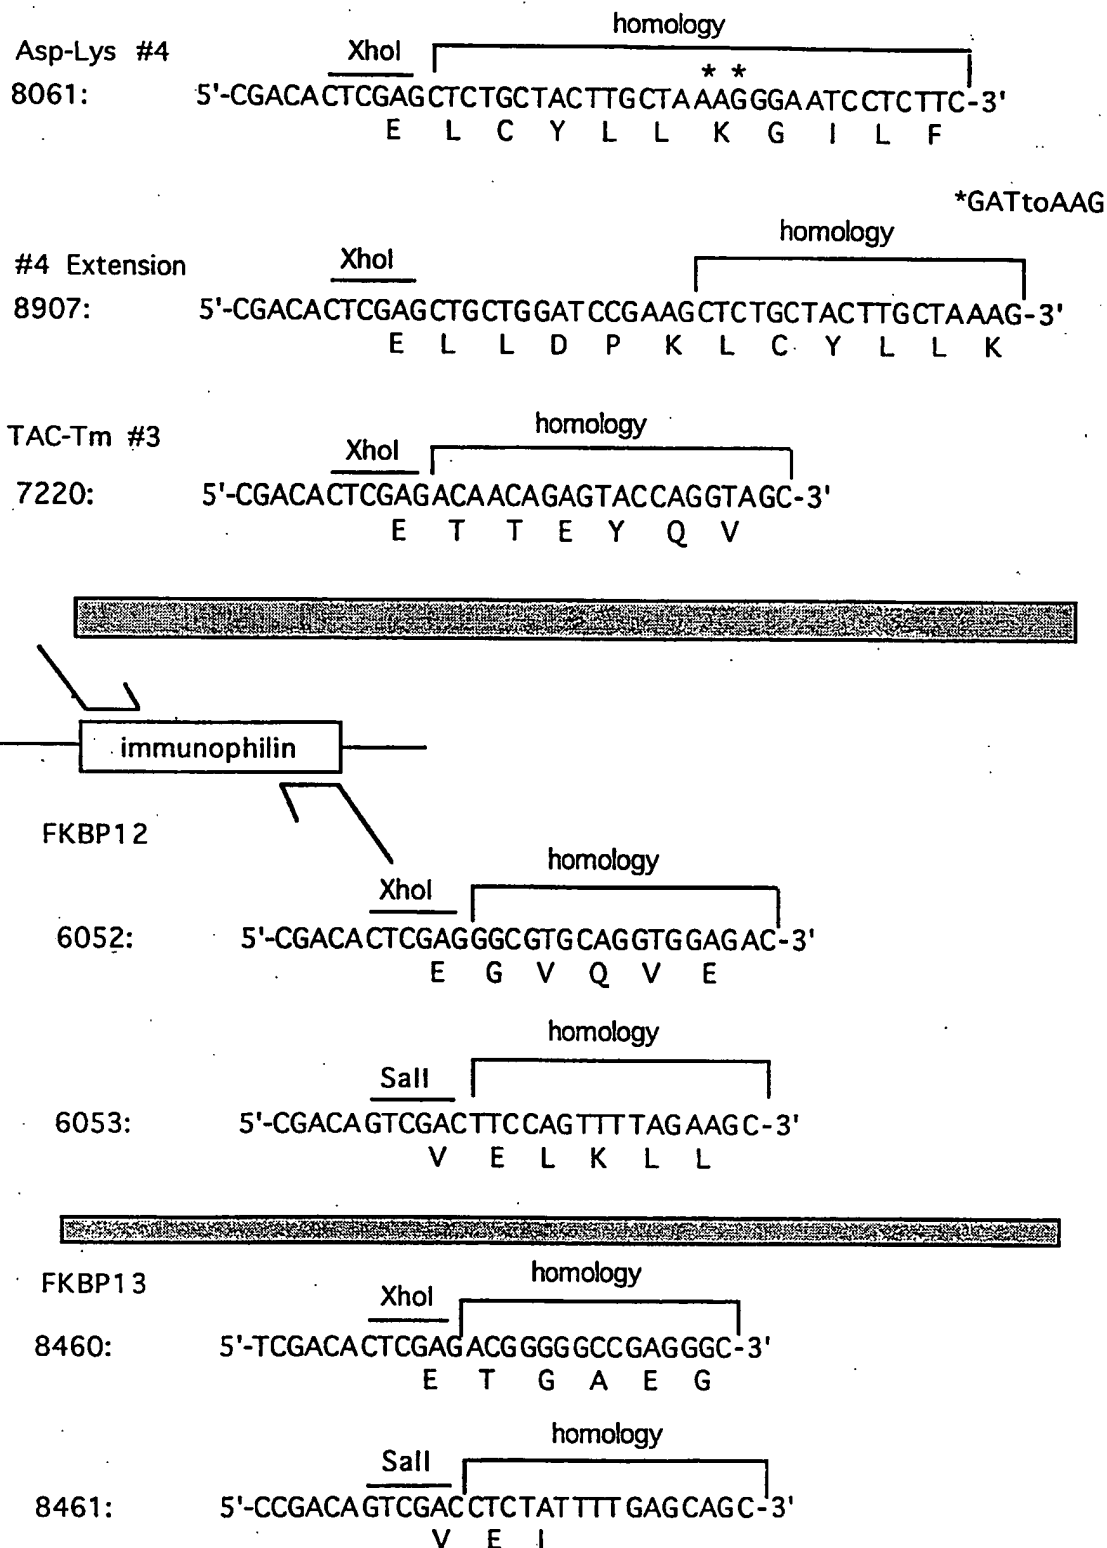 homology
Asp-Lys #4 XhoI
* *
8061: 5'-CGACACTCGAGCTCTGCTACTTGCTAAAGGGAATCCTCTTC-3'
E L C Y L L K G I L F
*GATtoAAG
homology
#4 Extension XhoI
8907: 5'-CGACACTCGAGCTGCTGGATCCGAAGCTCTGCTACTTGCTAAAG-3'
E L L D P K L C Y L L K
homology
TAC-Tm #3 XhoI
7220: 5'-CGACACTCGAGACAACAGAGTACCAGGTAGC-3'
E T T E Y Q V
immunophilin
FKBP12
homology
XhoI
6052: 5'-CGACACTCGAGGGCGTGCAGGTGGAGAC-3'
E G V Q V E
homology
SalI
6053: 5'-CGACAGTCGACTTCCAGTTTTAGAAGC-3'
V E L K L L
FKBP13
homology
XhoI
8460: 5'-TCGACACTCGAGACGGGGGCCGAGGGC-3'
E T G A E G
homology
SalI
8461: 5'-CCGACAGTCGACCTCTATTTTGAGCAGC-3'
V E I